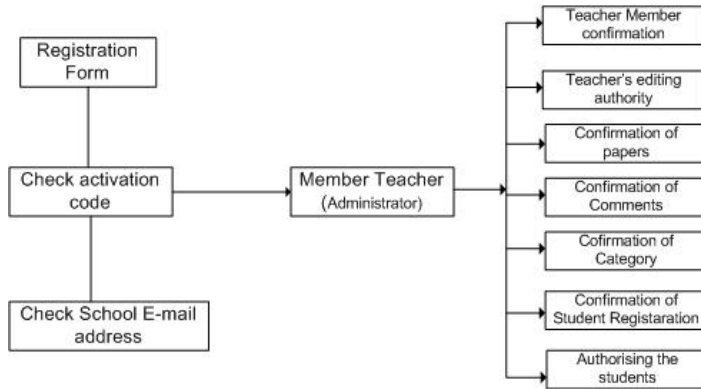 Registration
Form
Check activation
code
Check School E-mail
address
Member Teacher
(Administrator)
Teacher Member
confirmation
Teacher's editing
authority
Confirmation of
papers
Confirmation of
Comments
Cofirmation of
Category
Confirmation of
Student Registaration
Authorising the
students